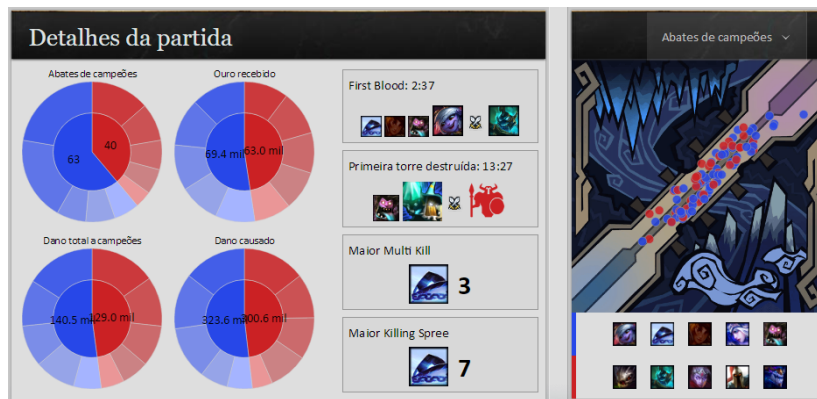 Detalhes da partida
Abates de campeões
Abates de campeões
Ouro recebido
63
40
69.4 mil
63.0 mil
Dano total a campeões
Dano causado
140.5 mil
129.0 mil
323.6 mil
300.6 mil
First Blood: 2:37
Primeira torre destruída: 13:27
Maior Multi Kill
3
Maior Killing Spree
7